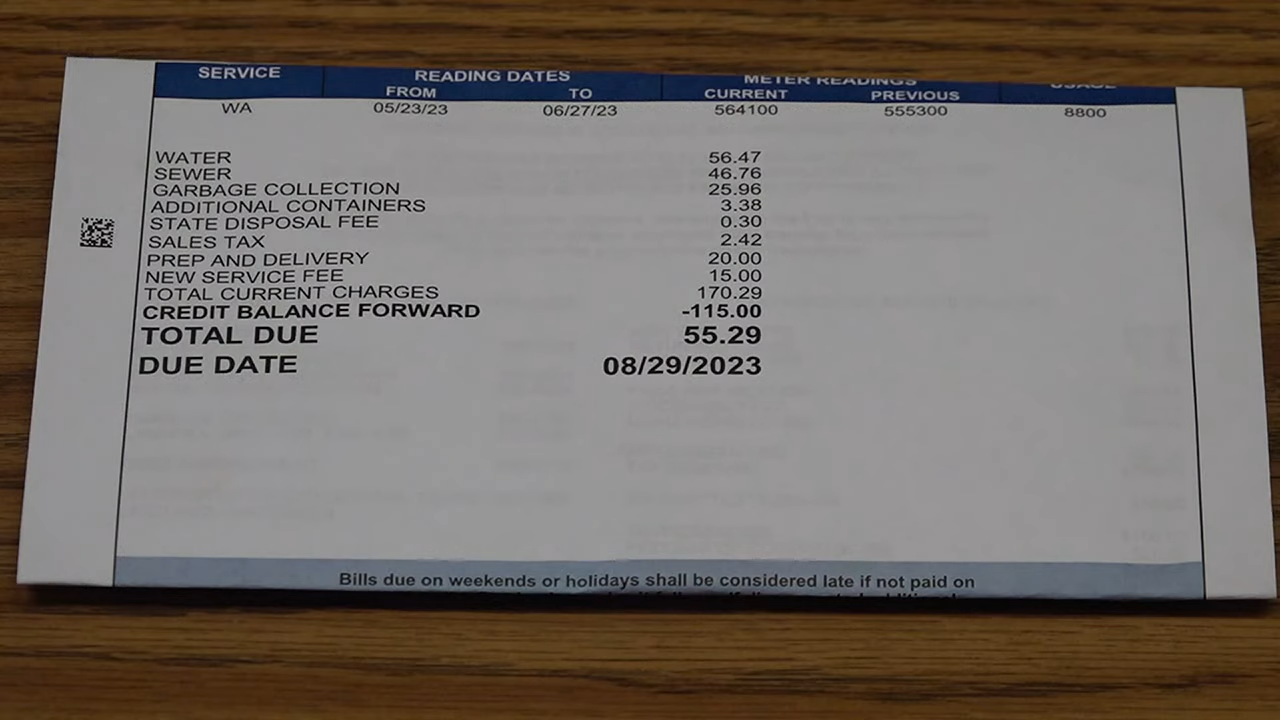 SERVICE READING DATES METER READINGS USAGE
FROM TO CURRENT PREVIOUS
WA 05/23/23 06/27/23 564100 555300 8800
WATER 56.47
SEWER 46.76
GARBAGE COLLECTION 25.96
ADDITIONAL CONTAINERS 3.38
STATE DISPOSAL FEE 0.30
SALES TAX 2.42
PREP AND DELIVERY 20.00
NEW SERVICE FEE 15.00
TOTAL CURRENT CHARGES 170.29
CREDIT BALANCE FORWARD -115.00
TOTAL DUE 55.29
DUE DATE 08/29/2023
Bills due on weekends or holidays shall be considered late if not paid on